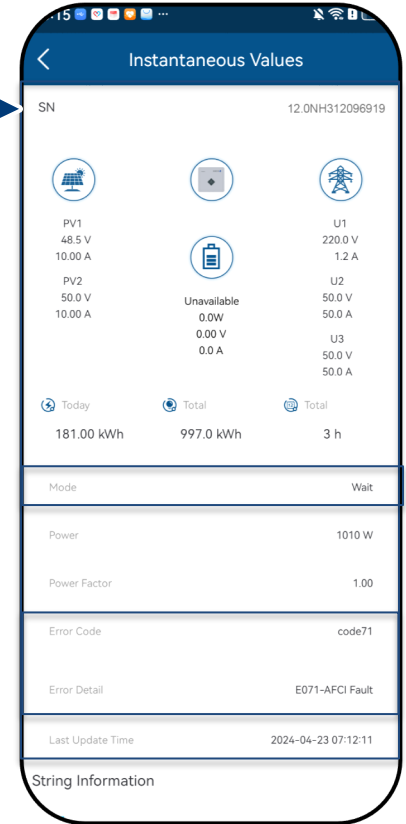 :15 ...
Instantaneous Values
SN 12.0NH312096919
PV1
48.5 V
10.00 A
PV2
50.0 V
10.00 A
Unavailable
0.0W
0.00 V
0.0 A
U1
220.0 V
1.2 A
U2
50.0 V
50.0 A
U3
50.0 V
50.0 A
Today Total Total
181.00 kWh 997.0 kWh 3 h
Mode Wait
Power 1010 W
Power Factor 1.00
Error Code code71
Error Detail E071-AFCI Fault
Last Update Time 2024-04-23 07:12:11
String Information